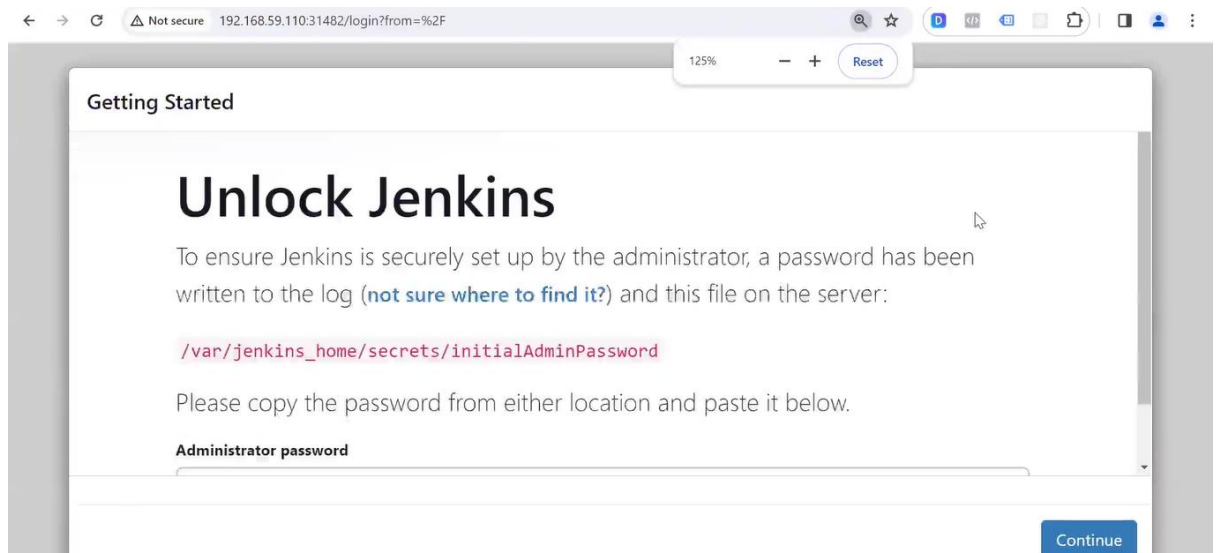 Not secure 192.168.59.110:31482/login?from=%2F
125% Reset
Getting Started
Unlock Jenkins
To ensure Jenkins is securely set up by the administrator, a password has been
written to the log (not sure where to find it?) and this file on the server:
/var/jenkins_home/secrets/initialAdminPassword
Please copy the password from either location and paste it below.
Administrator password
Continue